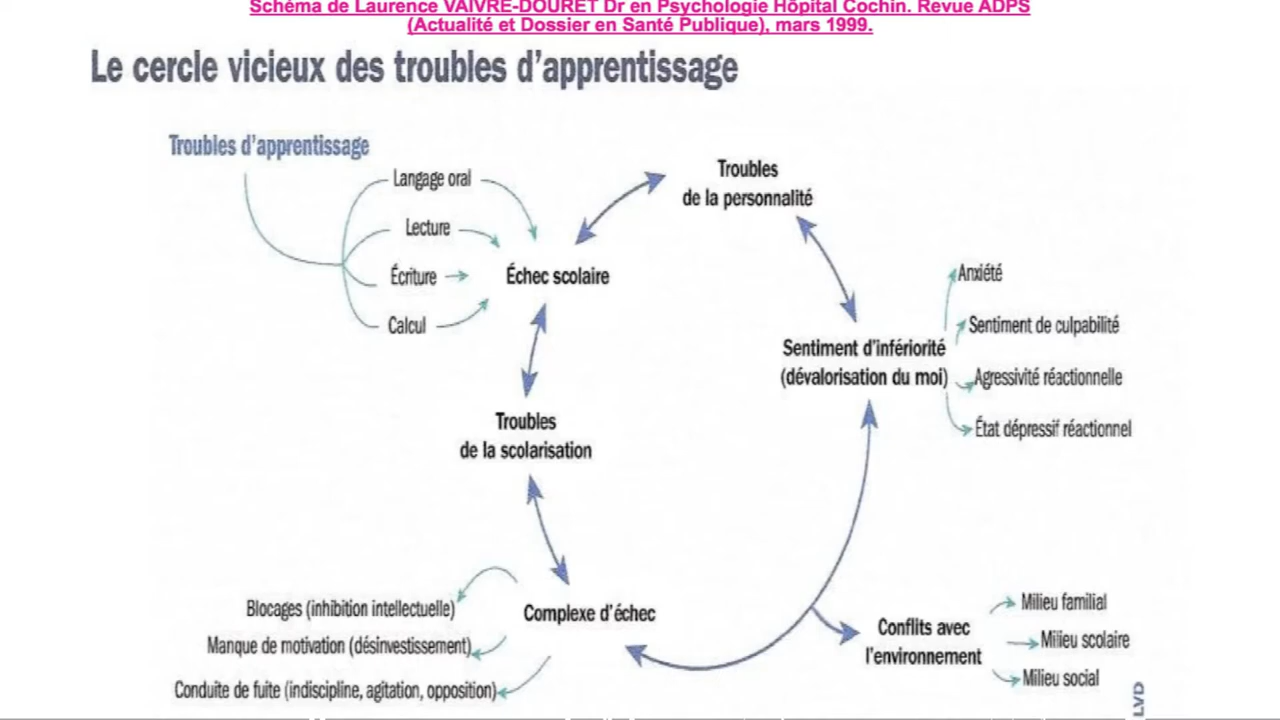 Schéma de Laurence VAIVRE-DOURET Dr en Psychologie Hôpital Cochin. Revue ADPS
(Actualité et Dossier en Santé Publique), mars 1999.
Le cercle vicieux des troubles d'apprentissage
Troubles d'apprentissage
Langage oral
Lecture
Écriture
Calcul
Échec scolaire
Troubles
de la personnalité
Sentiment d'infériorité
(dévalorisation du moi)
Anxiété
Sentiment de culpabilité
Agressivité réactionnelle
État dépressif réactionnel
Troubles
de la scolarisation
Complexe d'échec
Blocages (inhibition intellectuelle)
Manque de motivation (désinvestissement)
Conduite de fuite (indiscipline, agitation, opposition)
Conflits avec
l'environnement
Milieu familial
Milieu scolaire
Milieu social
LVD